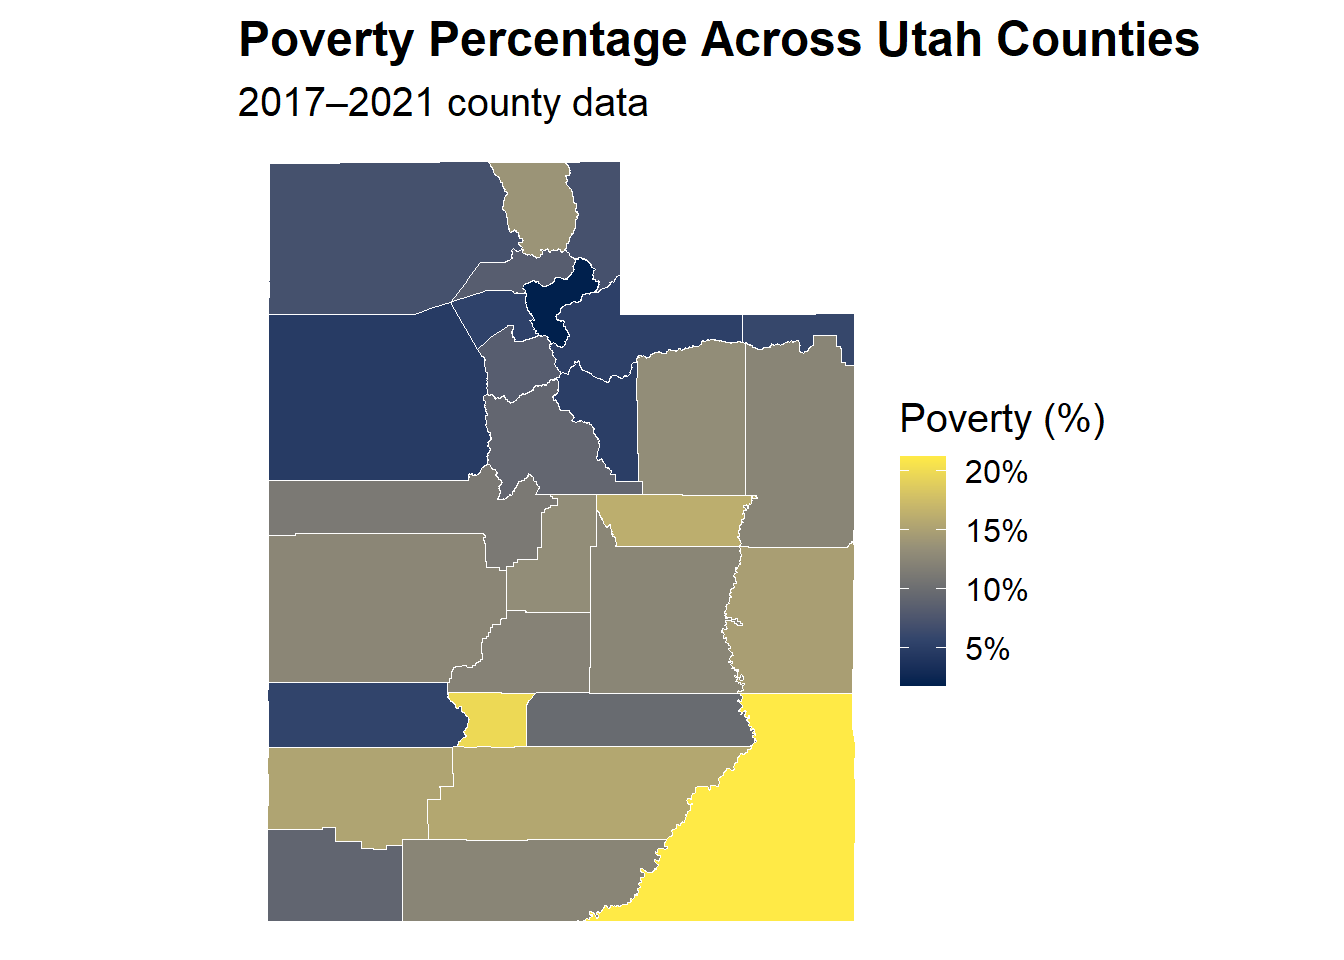 Poverty Percentage Across Utah Counties
2017–2021 county data
Poverty (%)
20%
15%
10%
5%